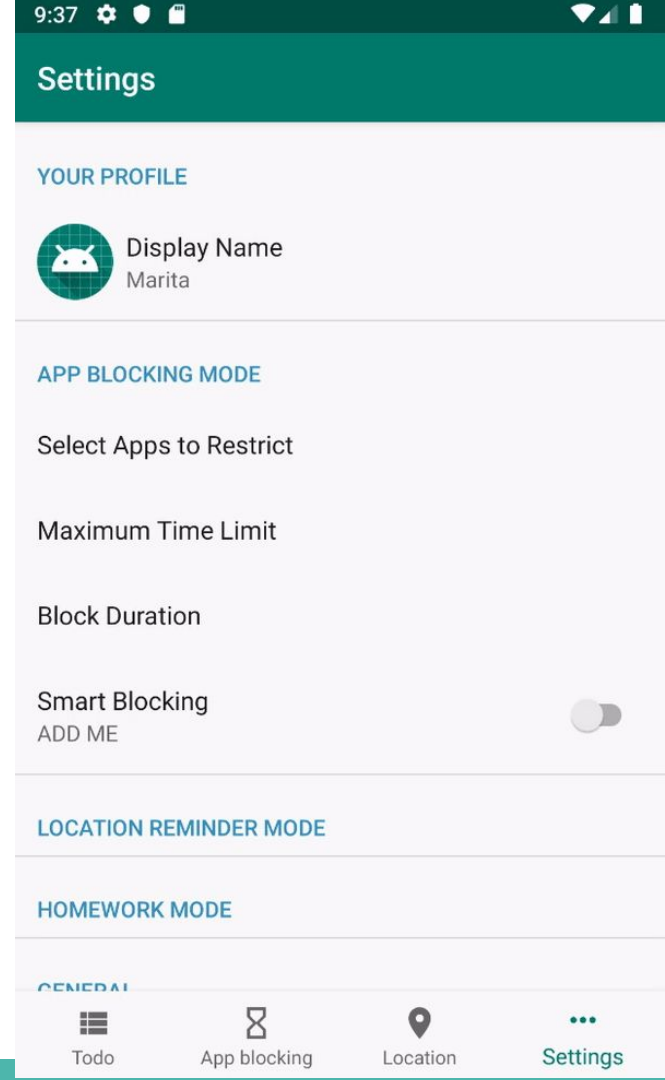 9:37
Settings
YOUR PROFILE
Display Name
Marita
APP BLOCKING MODE
Select Apps to Restrict
Maximum Time Limit
Block Duration
Smart Blocking
ADD ME
LOCATION REMINDER MODE
HOMEWORK MODE
GENERAL
Todo
App blocking
Location
Settings